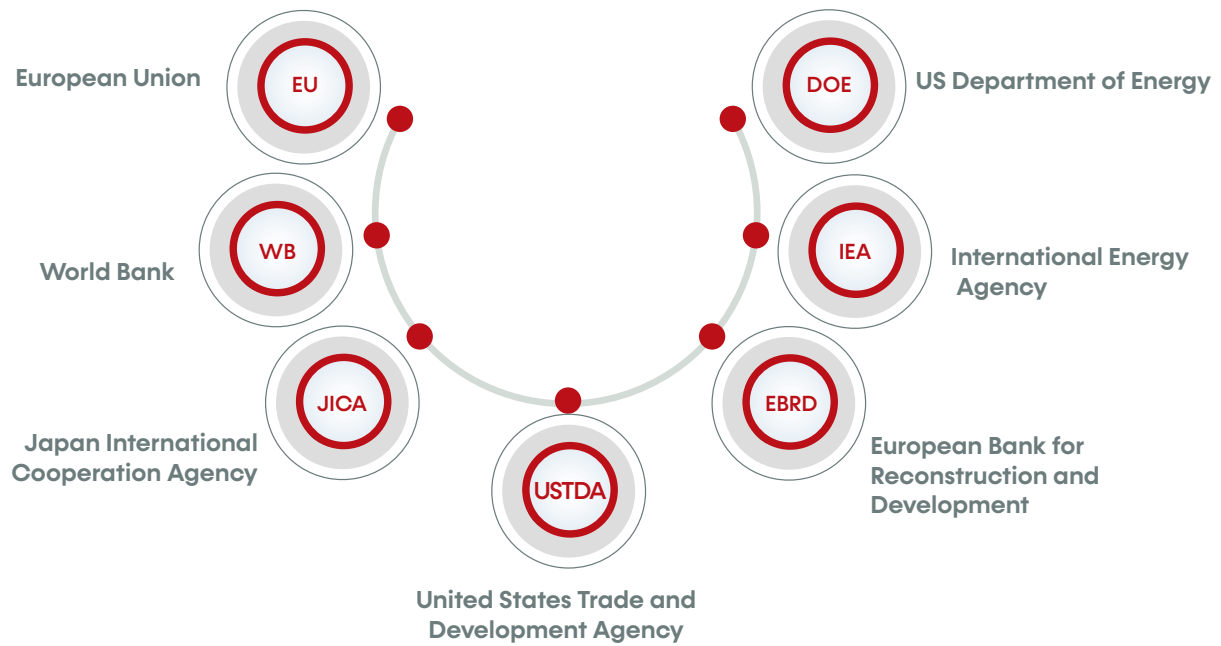 European Union
EU
DOE
US Department of Energy
World Bank
WB
IEA
International Energy
Agency
Japan International
Cooperation Agency
JICA
EBRD
European Bank for
Reconstruction and
Development
USTDA
United States Trade and
Development Agency